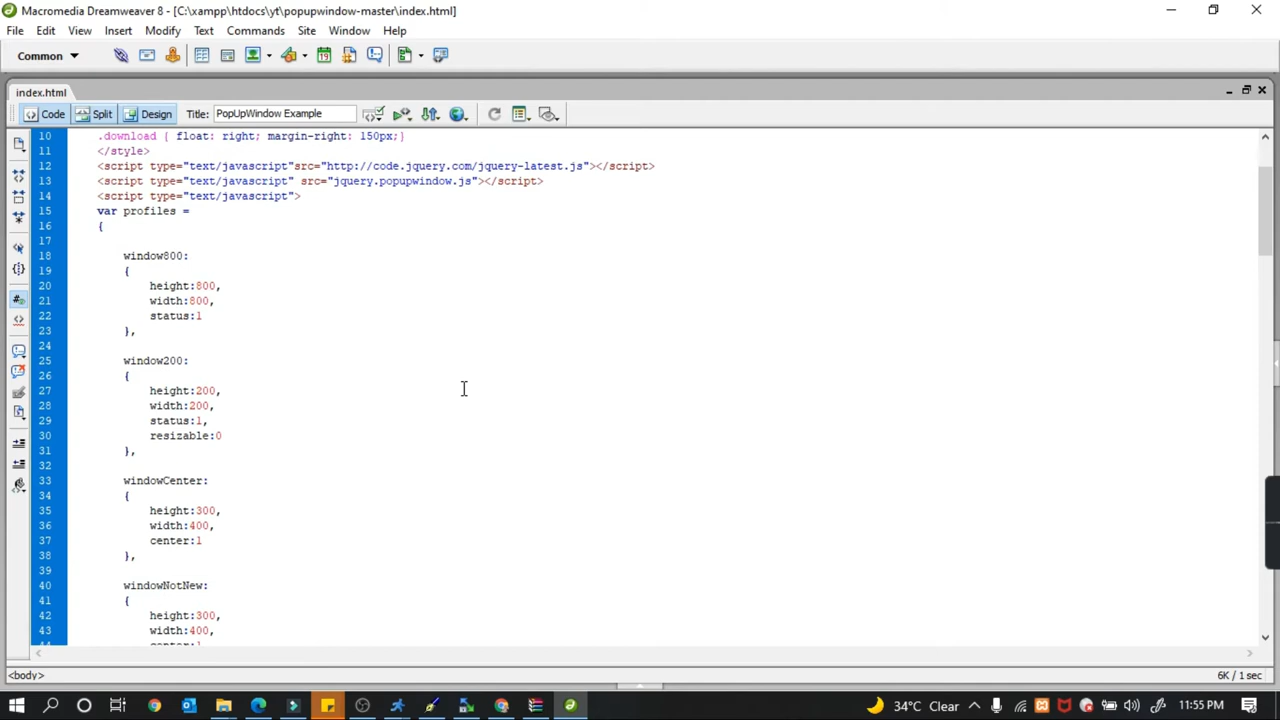 Macromedia Dreamweaver 8 - [C:\xampp\htdocs\yt\popupwindow-master\index.html]
File Edit View Insert Modify Text Commands Site Window Help
Common
19
index.html
Code Split Design Title: PopUpWindow Example
10 .download { float: right; margin-right: 150px;}
11 </style>
12 <script type="text/javascript"src="http://code.jquery.com/jquery-latest.js"></script>
13 <script type="text/javascript" src="jquery.popupwindow.js"></script>
14 <script type="text/javascript">
15 var profiles =
16 {
17
18 window800:
19 {
20 height:800,
21 width:800,
22 status:1
23 },
24
25 window200:
26 {
27 height:200,
28 width:200,
29 status:1,
30 resizable:0
31 },
32
33 windowCenter:
34 {
35 height:300,
36 width:400,
37 center:1
38 },
39
40 windowNotNew:
41 {
42 height:300,
43 width:400,
44 center:1
<body> 6K / 1 sec
34°C Clear 11:55 PM